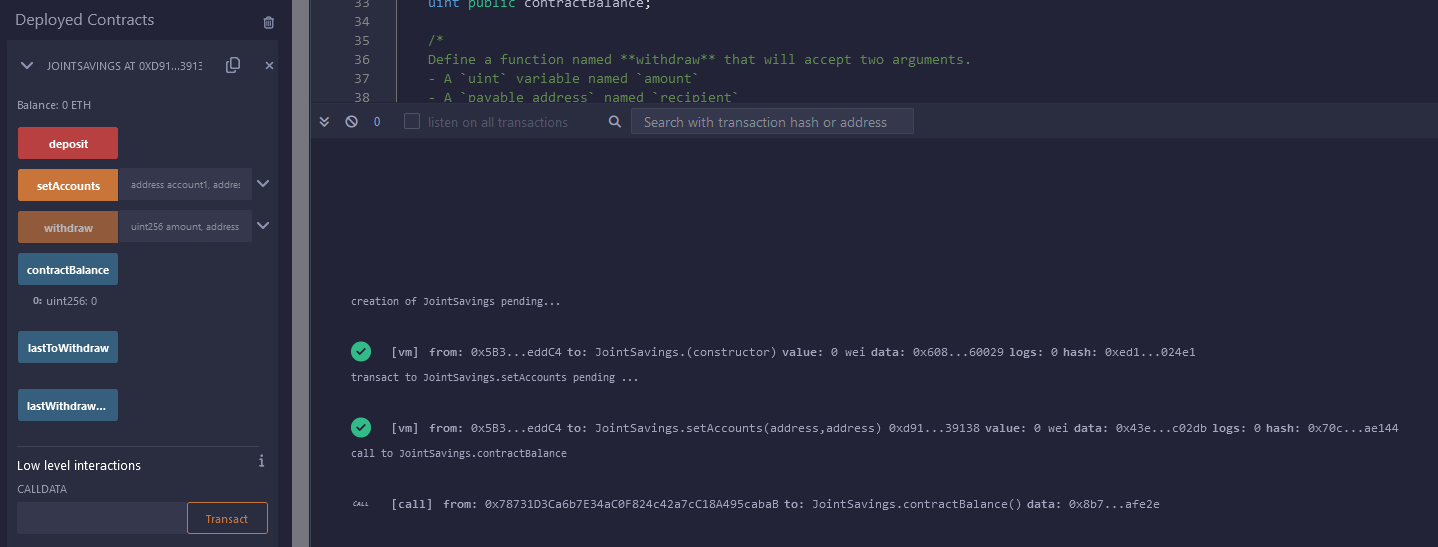 Deployed Contracts
JOINTSAVINGS AT 0XD91...3913
Balance: 0 ETH
deposit
setAccounts address account1, addres
withdraw uint256 amount, address
contractBalance
0: uint256: 0
lastToWithdraw
lastWithdraw...
Low level interactions
i
CALLDATA
Transact
33 uint public contractBalance;
34
35 /*
36 Define a function named **withdraw** that will accept two arguments.
37 - A `uint` variable named `amount`
38 - A `payable address` named `recipient`
0 listen on all transactions Search with transaction hash or address
creation of JointSavings pending...
[vm] from: 0x5B3...eddC4 to: JointSavings.(constructor) value: 0 wei data: 0x608...60029 logs: 0 hash: 0xed1...024e1
transact to JointSavings.setAccounts pending ...
[vm] from: 0x5B3...eddC4 to: JointSavings.setAccounts(address,address) 0xd91...39138 value: 0 wei data: 0x43e...c02db logs: 0 hash: 0x70c...ae144
call to JointSavings.contractBalance
CALL [call] from: 0x78731D3Ca6b7E34aC0F824c42a7cC18A495cabaB to: JointSavings.contractBalance() data: 0x8b7...afe2e